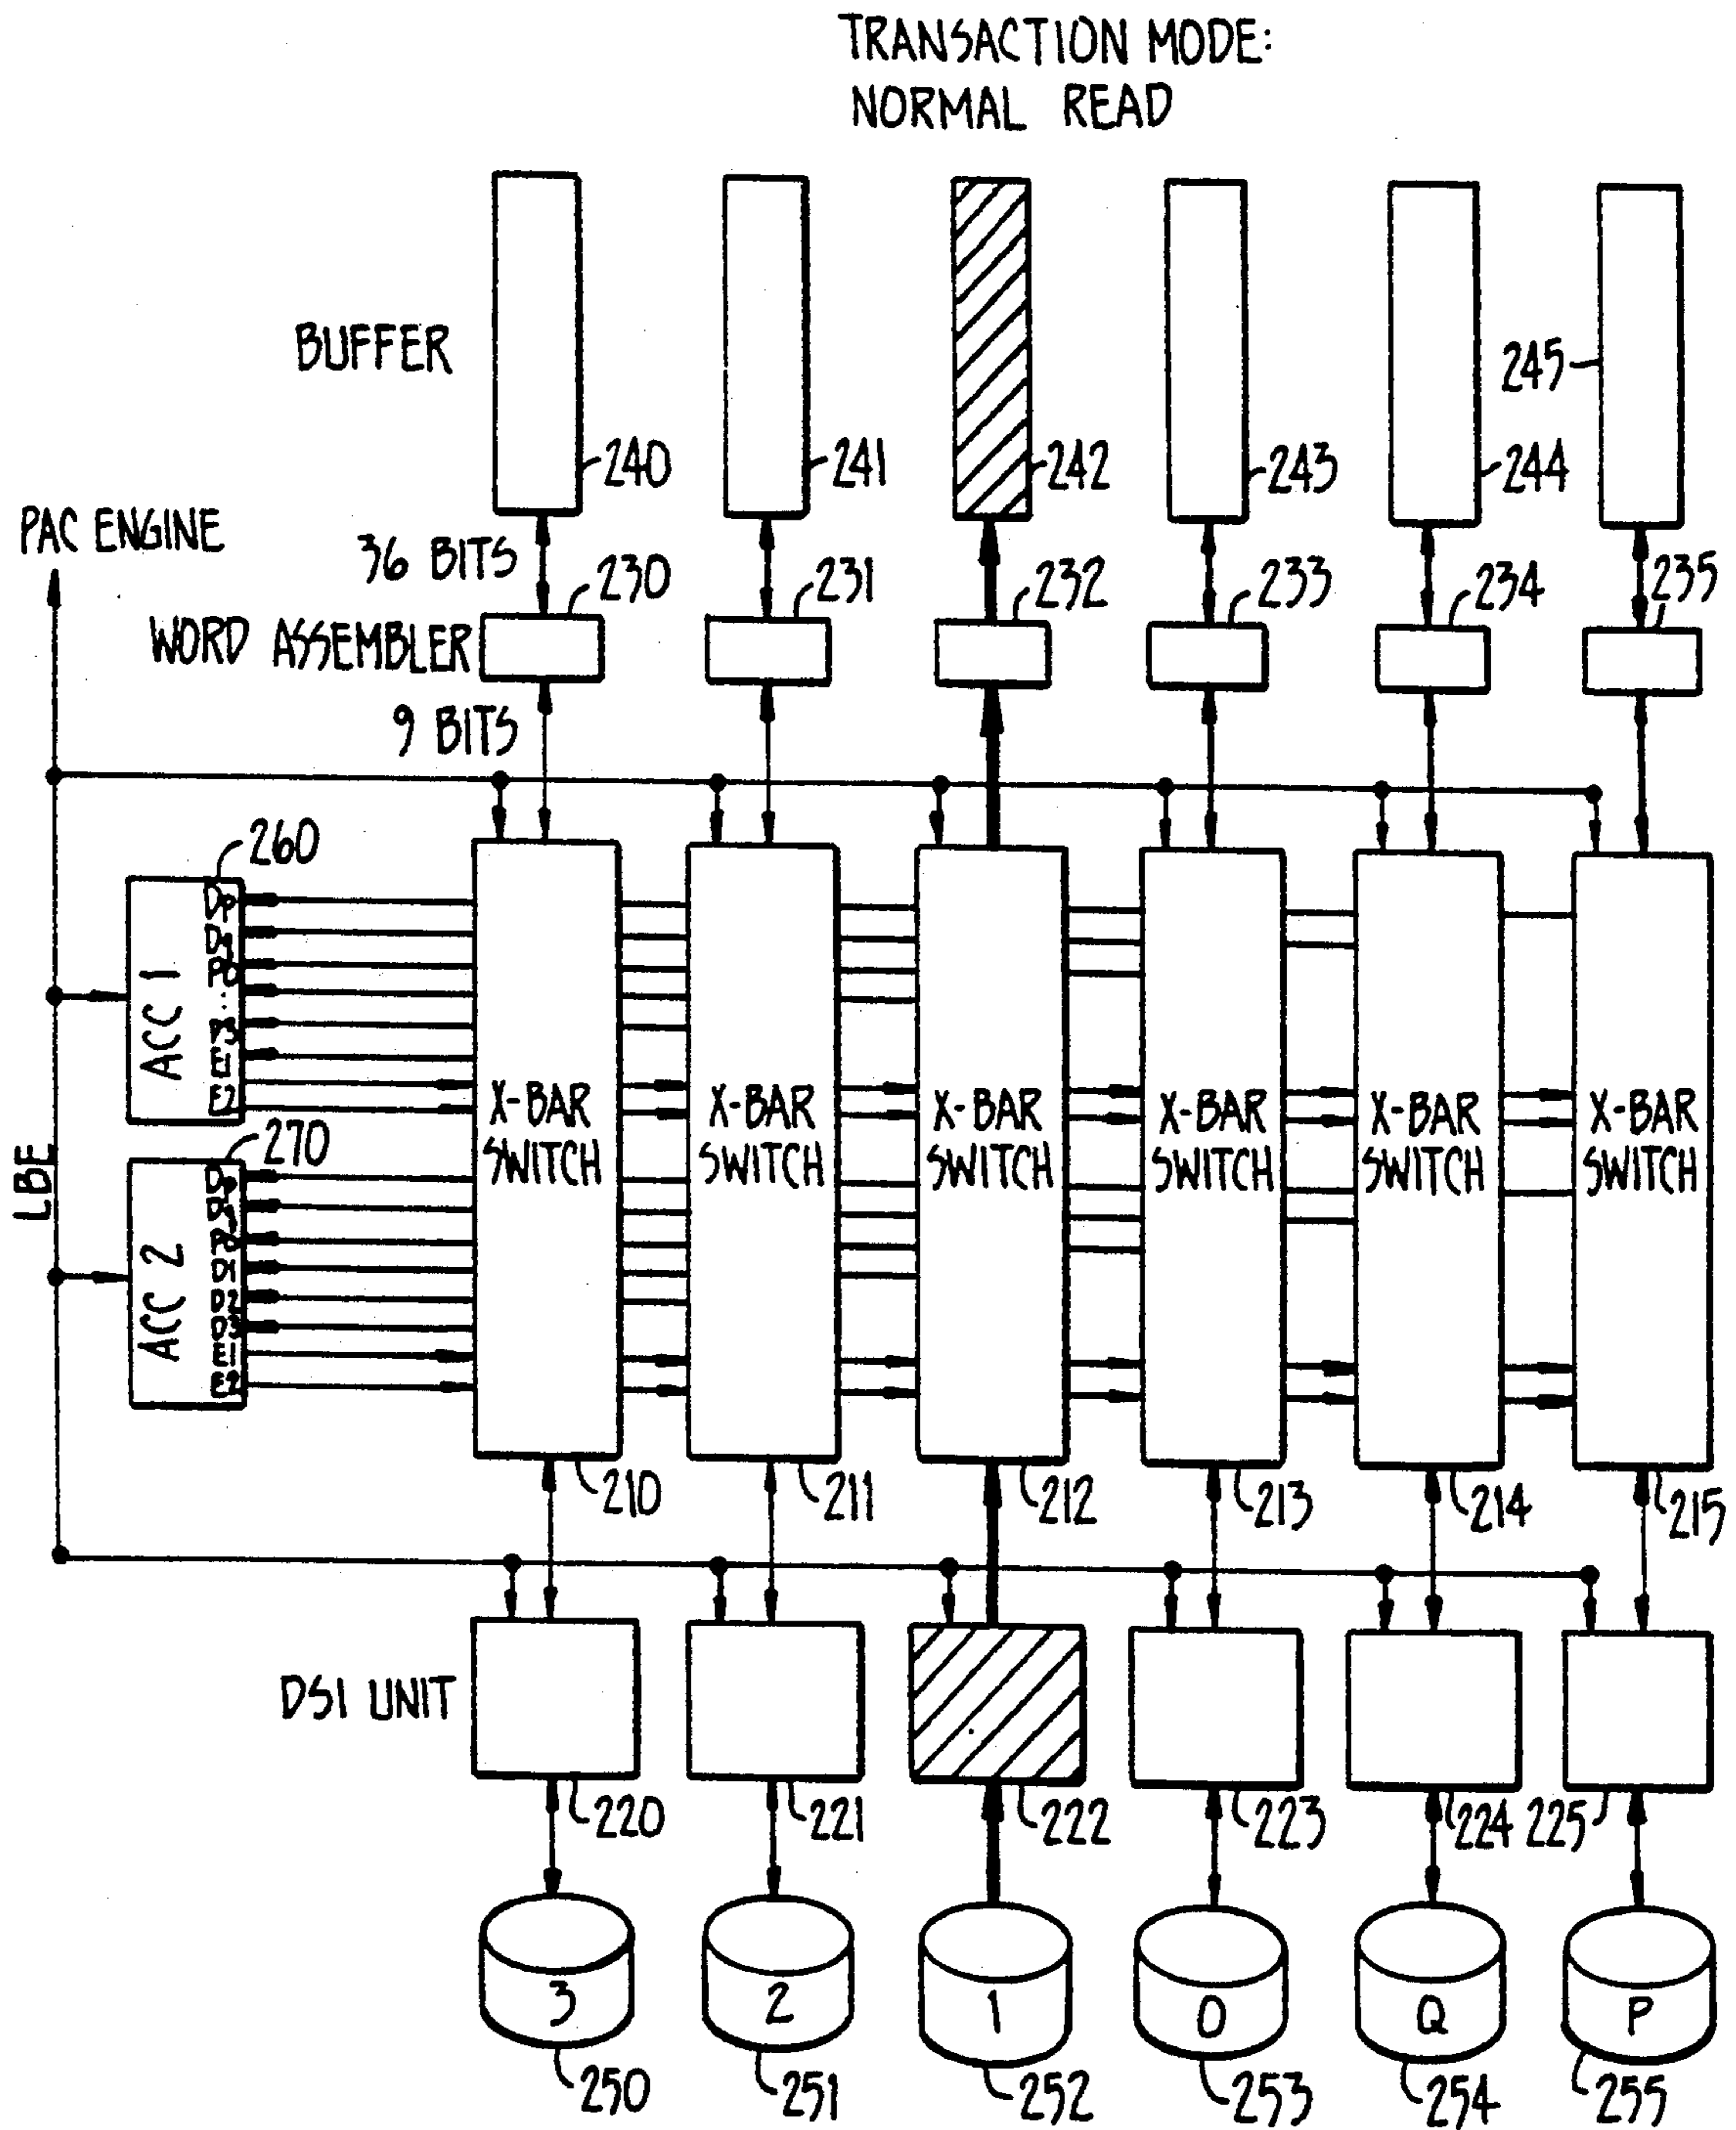 TRANSACTION MODE:
NORMAL READ
BUFFER
240
241
242
243
244
245
PAC ENGINE
36 BITS
230
231
232
233
234
235
WORD ASSEMBLER
9 BITS
260
ACC 1
Dp
Dq
P0
:
P3
E1
E2
X-BAR
SWITCH
X-BAR
SWITCH
X-BAR
SWITCH
X-BAR
SWITCH
X-BAR
SWITCH
X-BAR
SWITCH
LBE
270
ACC 2
Dp
Dq
P0
D1
D2
D3
E1
E2
210
211
212
213
214
215
DSI UNIT
220
221
222
223
224
225
3
2
1
0
Q
P
250
251
252
253
254
255